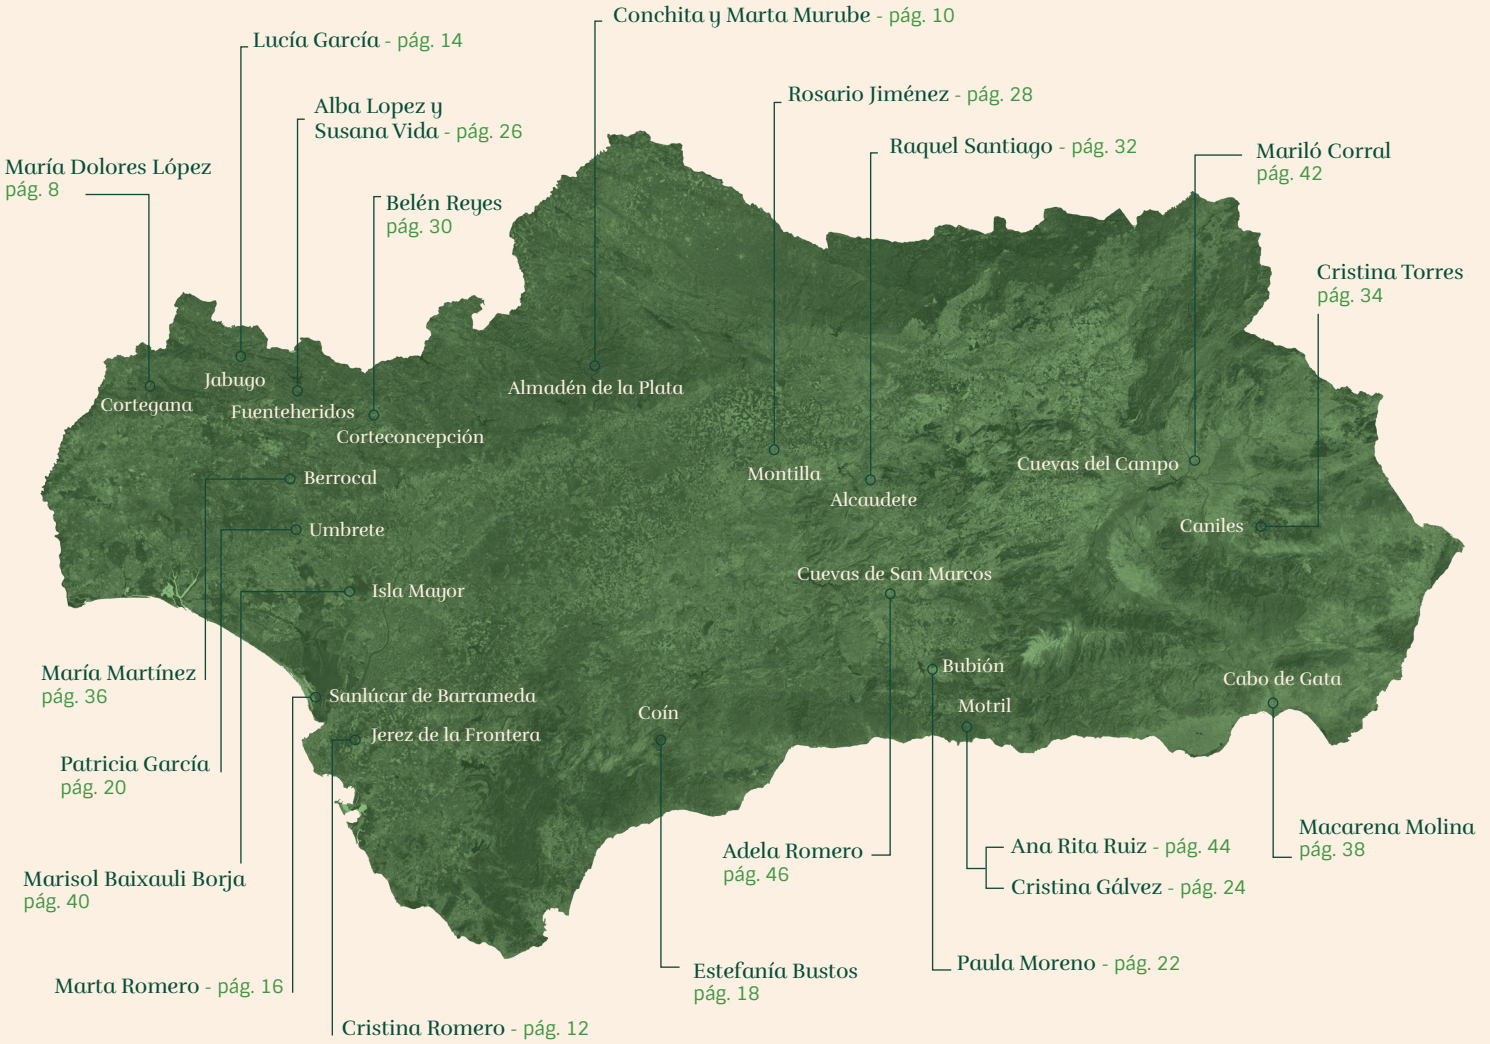 Conchita y Marta Murube - pág. 10
Lucía García - pág. 14
Rosario Jiménez - pág. 28
Alba Lopez y
Susana Vida - pág. 26
Raquel Santiago - pág. 32
Mariló Corral
pág. 42
María Dolores López
pág. 8
Belén Reyes
pág. 30
Cristina Torres
pág. 34
Jabugo
Almadén de la Plata
Cortegana
Fuenteheridos
Corteconcepción
Cuevas del Campo
Montilla
Berrocal
Alcaudete
Caniles
Umbrete
Cuevas de San Marcos
Isla Mayor
Bubión
María Martínez
pág. 36
Cabo de Gata
Sanlúcar de Barrameda
Motril
Coín
Jerez de la Frontera
Patricia García
pág. 20
Macarena Molina
pág. 38
Ana Rita Ruiz - pág. 44
Adela Romero
pág. 46
Marisol Baixauli Borja
pág. 40
Cristina Gálvez - pág. 24
Paula Moreno - pág. 22
Estefanía Bustos
pág. 18
Marta Romero - pág. 16
Cristina Romero - pág. 12